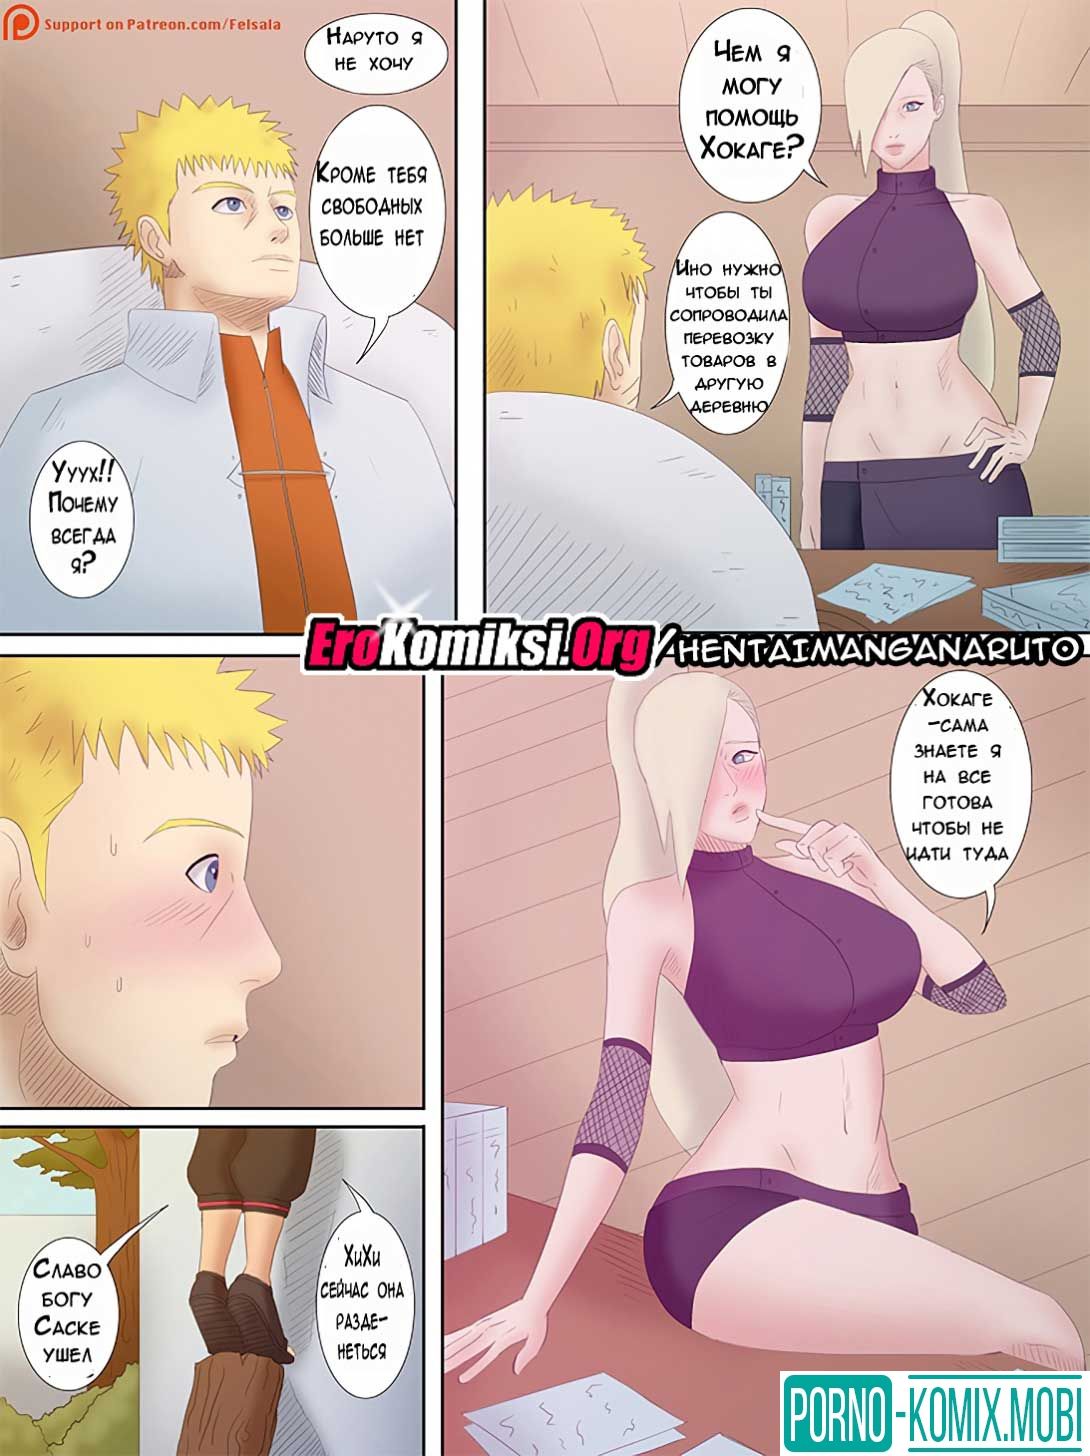 Support on Patreon.com/Felsala
Наруто я
не хочу
Кроме тебя
свободных
больше нет
Ууух!!
Почему
всегда
я?
Чем я
могу
помощь
Хокаге?
Ино нужно
чтобы ты
сопроводила
перевозку
товаров в
другую
деревню
EroKomiksi.Org/HENTAIMANGANARUTO
Хокаге
-сама
знаете я
на все
готова
чтобы не
идти туда
Славо
богу
Саске
ушел
ХиХи
сейчас она
разде-
неться
PORNO-KOMIX.MOBI